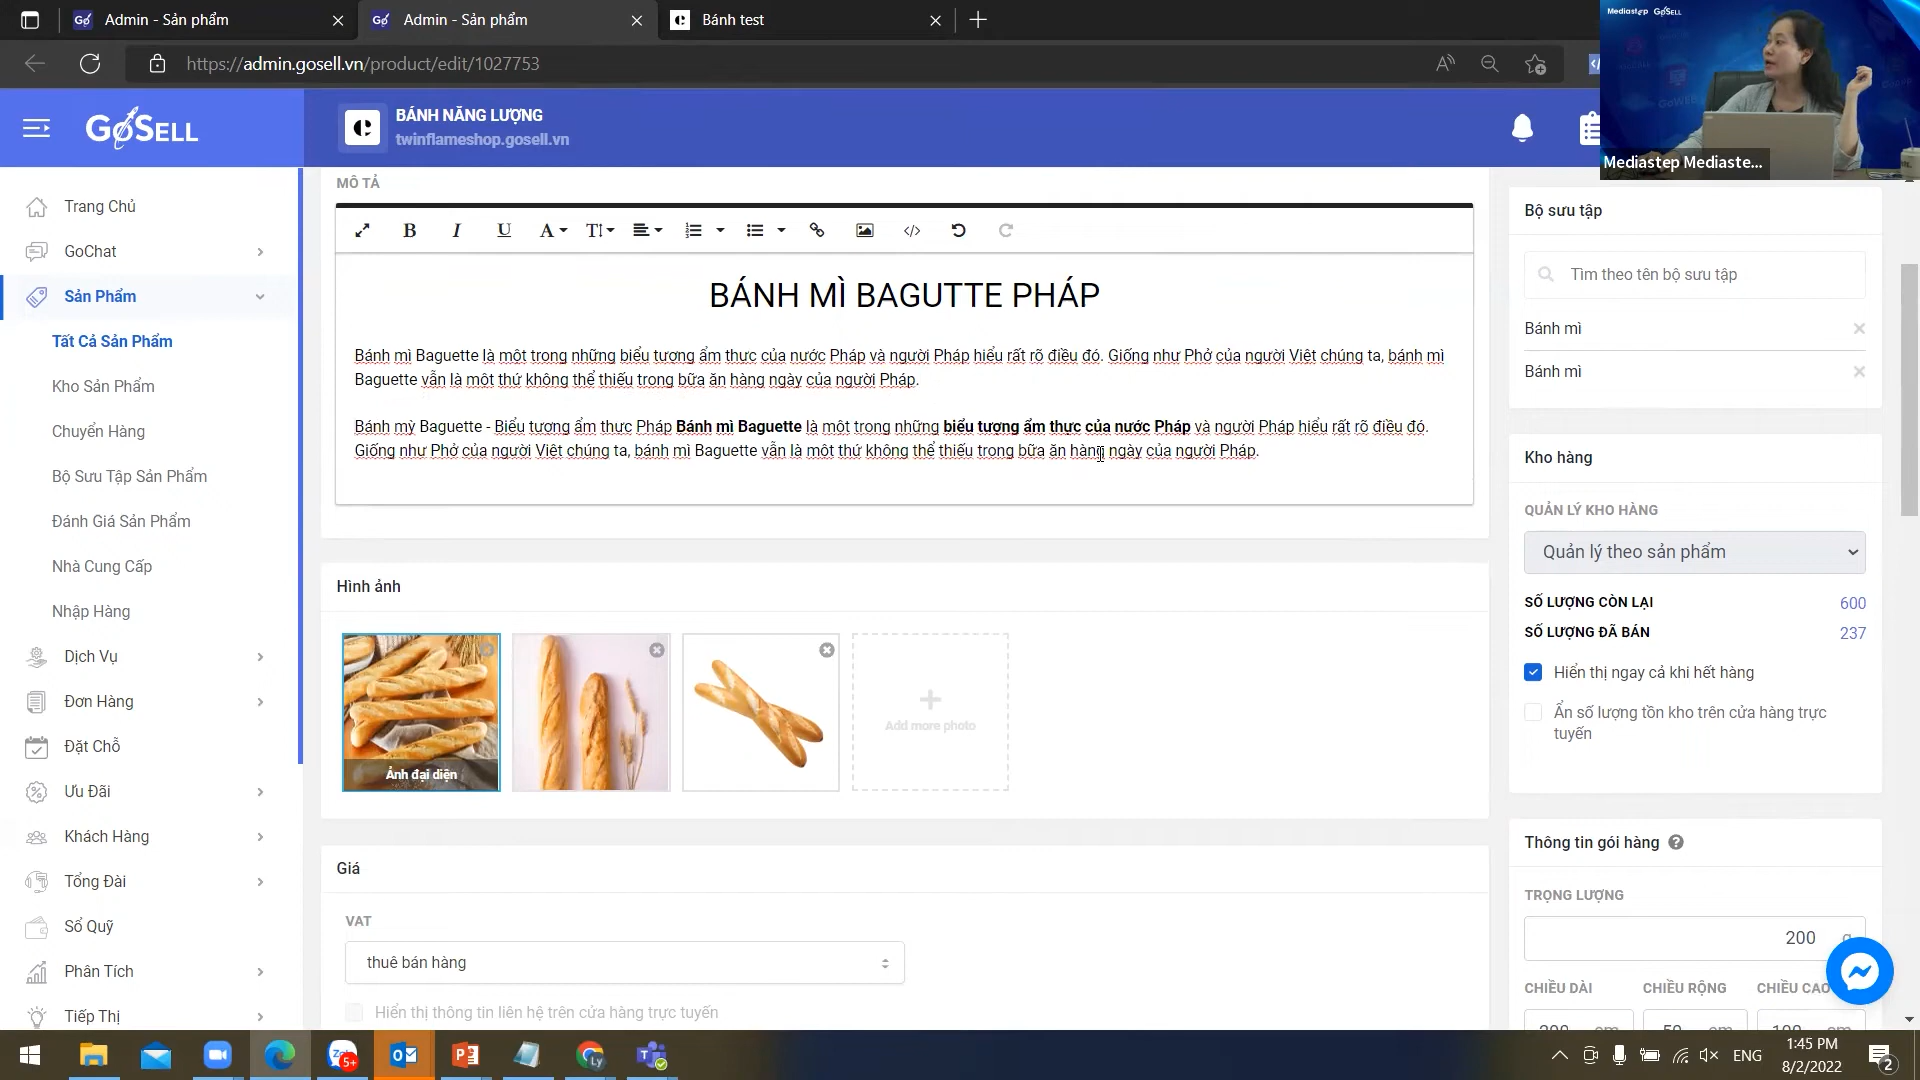 Admin - Sản phẩm
Admin - Sản phẩm
Bánh test
https://admin.gosell.vn/product/edit/1027753
GoSELL
BÁNH NĂNG LƯỢNG
twinflameshop.gosell.vn
Mediastep GoSELL
Mediastep Mediaste...
Trang Chủ
GoChat
Sản Phẩm
Tất Cả Sản Phẩm
Kho Sản Phẩm
Chuyển Hàng
Bộ Sưu Tập Sản Phẩm
Đánh Giá Sản Phẩm
Nhà Cung Cấp
Nhập Hàng
Dịch Vụ
Đơn Hàng
Đặt Chỗ
Ưu Đãi
Khách Hàng
Tổng Đài
Sổ Quỹ
Phân Tích
Tiếp Thị
MÔ TẢ
BÁNH MÌ BAGUTTE PHÁP
Bánh mì Baguette là một trong những biểu tượng ẩm thực của nước Pháp và người Pháp hiểu rất rõ điều đó. Giống như Phở của người Việt chúng ta, bánh mì
Baguette vẫn là một thứ không thể thiếu trong bữa ăn hàng ngày của người Pháp.
Bánh mỳ Baguette - Biểu tượng ẩm thực Pháp Bánh mì Baguette là một trong những biểu tượng ẩm thực của nước Pháp và người Pháp hiểu rất rõ điều đó.
Giống như Phở của người Việt chúng ta, bánh mì Baguette vẫn là một thứ không thể thiếu trong bữa ăn hàng ngày của người Pháp.
Hình ảnh
Ảnh đại diện
Add more photo
Giá
VAT
thuê bán hàng
Hiển thị thông tin liên hệ trên cửa hàng trực tuyến
Bộ sưu tập
Tìm theo tên bộ sưu tập
Bánh mì
Bánh mì
Kho hàng
QUẢN LÝ KHO HÀNG
Quản lý theo sản phẩm
SỐ LƯỢNG CÒN LẠI 600
SỐ LƯỢNG ĐÃ BÁN 237
Hiển thị ngay cả khi hết hàng
Ẩn số lượng tồn kho trên cửa hàng trực
tuyến
Thông tin gói hàng
TRỌNG LƯỢNG
200
CHIỀU DÀI CHIỀU RỘNG CHIỀU CAO
ENG
1:45 PM
8/2/2022
2